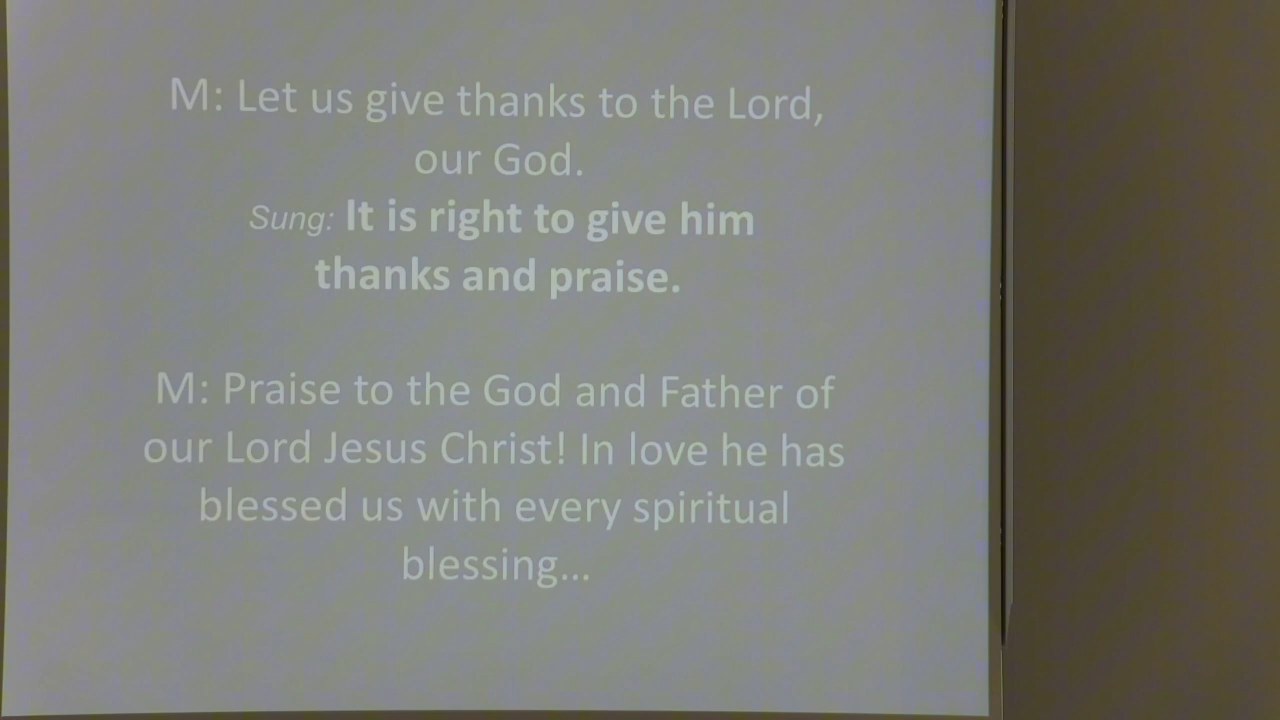 M: Let us give thanks to the Lord,
our God.
Sung: It is right to give him
thanks and praise.
M: Praise to the God and Father of
our Lord Jesus Christ! In love he has
blessed us with every spiritual
blessing…